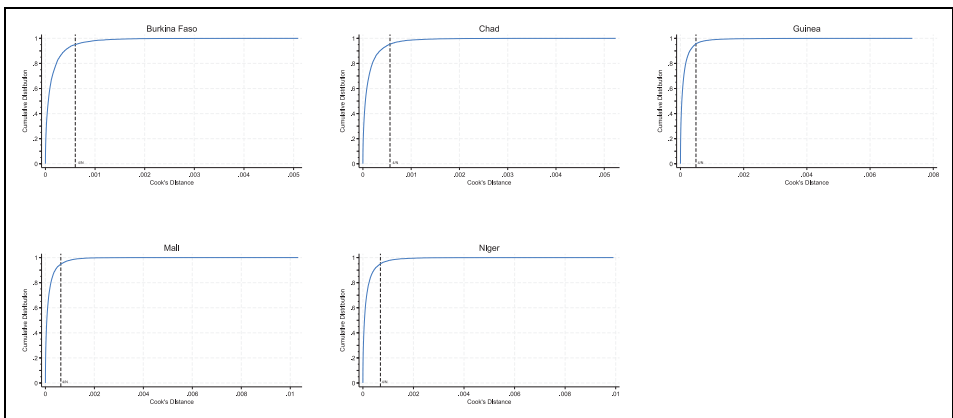 Burkina Faso
Cumulative Distribution
1
.8
.6
.4
.2
0
0 .001 .002 .003 .004 .005
Cook's Distance
Chad
Cumulative Distribution
1
.8
.6
.4
.2
0
0 .001 .002 .003 .004 .005
Cook's Distance
Guinea
Cumulative Distribution
1
.8
.6
.4
.2
0
0 .002 .004 .006 .008
Cook's Distance
Mali
Cumulative Distribution
1
.8
.6
.4
.2
0
0 .002 .004 .006 .008 .01
Cook's Distance
Niger
Cumulative Distribution
1
.8
.6
.4
.2
0
0 .002 .004 .006 .008 .01
Cook's Distance